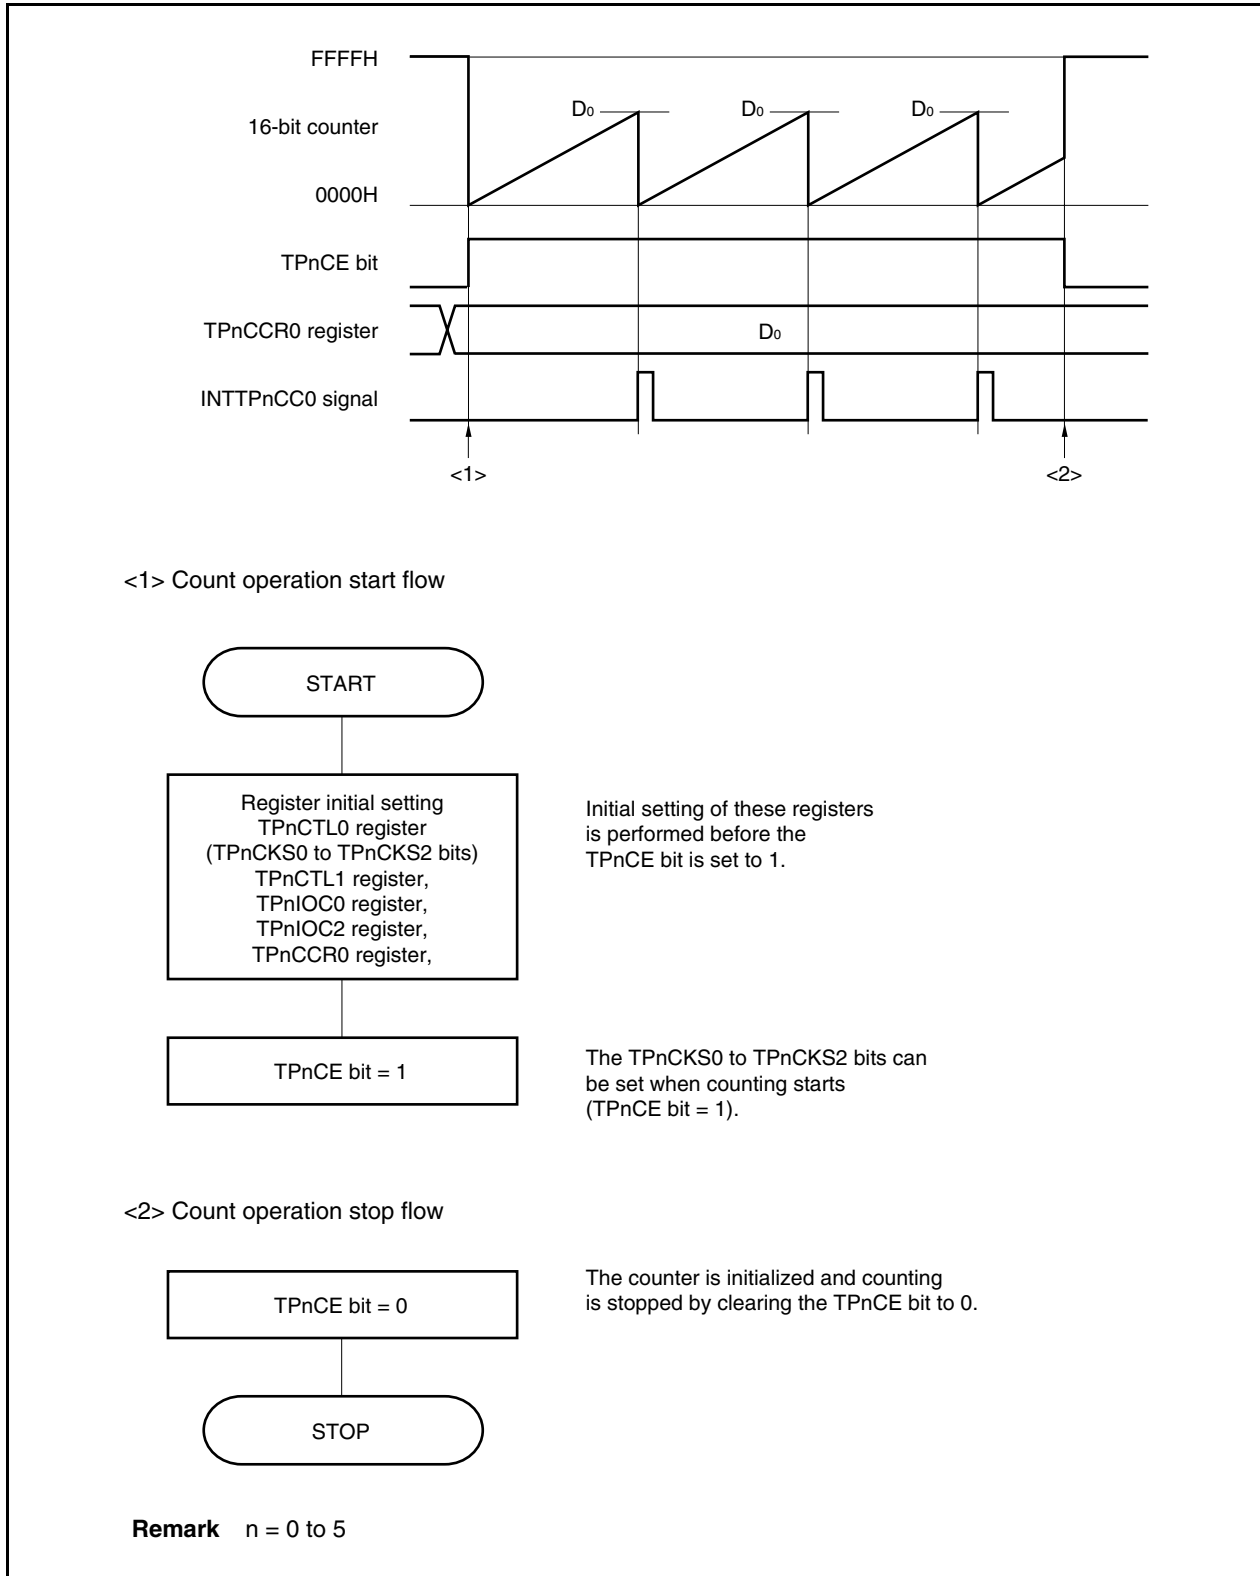 FFFFH
D0
D0
D0
16-bit counter
0000H
TPnCE bit
TPnCCR0 register
D0
INTTPnCC0 signal
<1>
<2>
<1> Count operation start flow
START
Register initial setting
TPnCTL0 register
(TPnCKS0 to TPnCKS2 bits)
TPnCTL1 register,
TPnIOC0 register,
TPnIOC2 register,
TPnCCR0 register,
Initial setting of these registers
is performed before the
TPnCE bit is set to 1.
TPnCE bit = 1
The TPnCKS0 to TPnCKS2 bits can
be set when counting starts
(TPnCE bit = 1).
<2> Count operation stop flow
TPnCE bit = 0
The counter is initialized and counting
is stopped by clearing the TPnCE bit to 0.
STOP
Remark n = 0 to 5